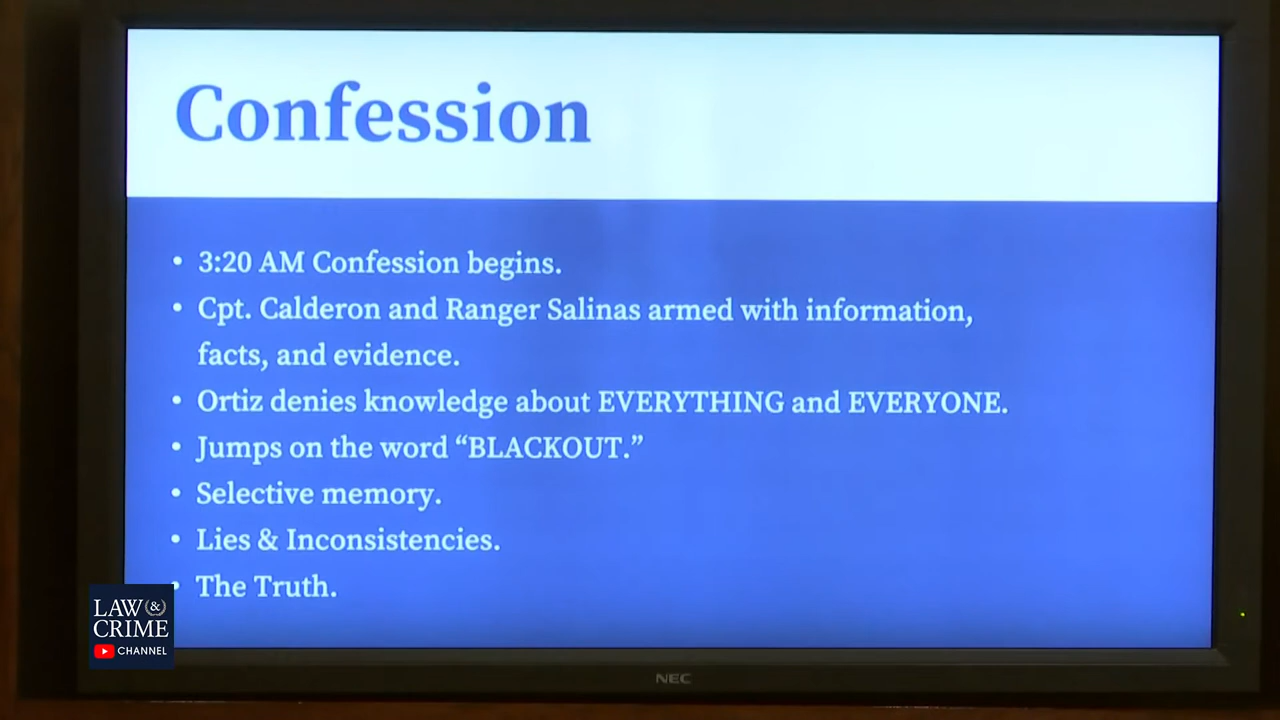 Confession
• 3:20 AM Confession begins.
• Cpt. Calderon and Ranger Salinas armed with information,
facts, and evidence.
• Ortiz denies knowledge about EVERYTHING and EVERYONE.
• Jumps on the word “BLACKOUT.”
• Selective memory.
• Lies & Inconsistencies.
• The Truth.
LAW &
CRIME
CHANNEL
NEC